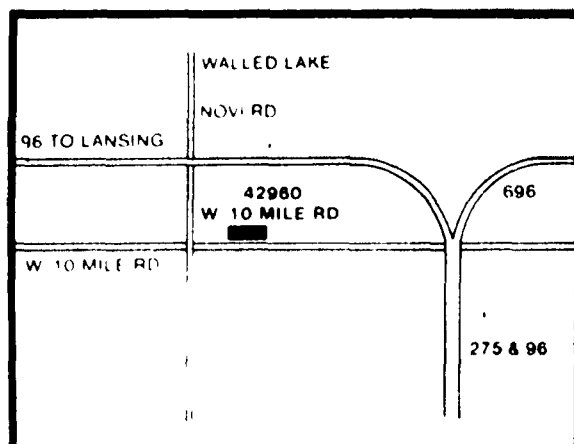 WALLED LAKE
NOVI RD
96 TO LANSING
42960
W 10 MILE RD
696
W 10 MILE RD
275 & 96